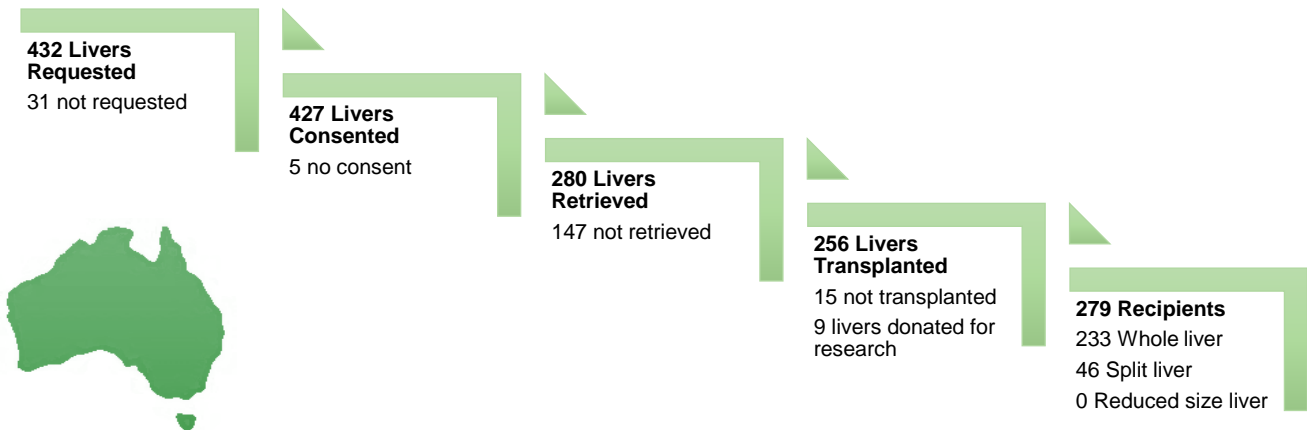 432 Livers
Requested
31 not requested
427 Livers
Consented
5 no consent
280 Livers
Retrieved
147 not retrieved
256 Livers
Transplanted
15 not transplanted
9 livers donated for
research
279 Recipients
233 Whole liver
46 Split liver
0 Reduced size liver